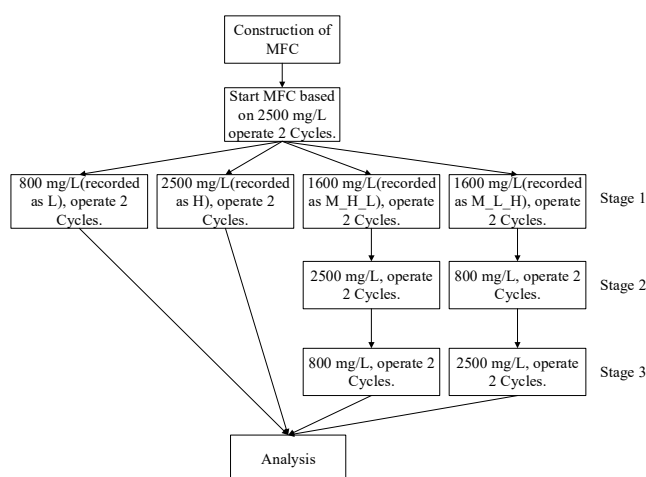 Construction of
MFC
Start MFC based
on 2500 mg/L
operate 2 Cycles.
800 mg/L(recorded
as L), operate 2
Cycles.
2500 mg/L(recorded
as H), operate 2
Cycles.
1600 mg/L(recorded
as M_H_L), operate
2 Cycles.
1600 mg/L(recorded
as M_L_H), operate
2 Cycles.
Stage 1
2500 mg/L, operate
2 Cycles.
800 mg/L, operate 2
Cycles.
Stage 2
800 mg/L, operate 2
Cycles.
2500 mg/L, operate
2 Cycles.
Stage 3
Analysis